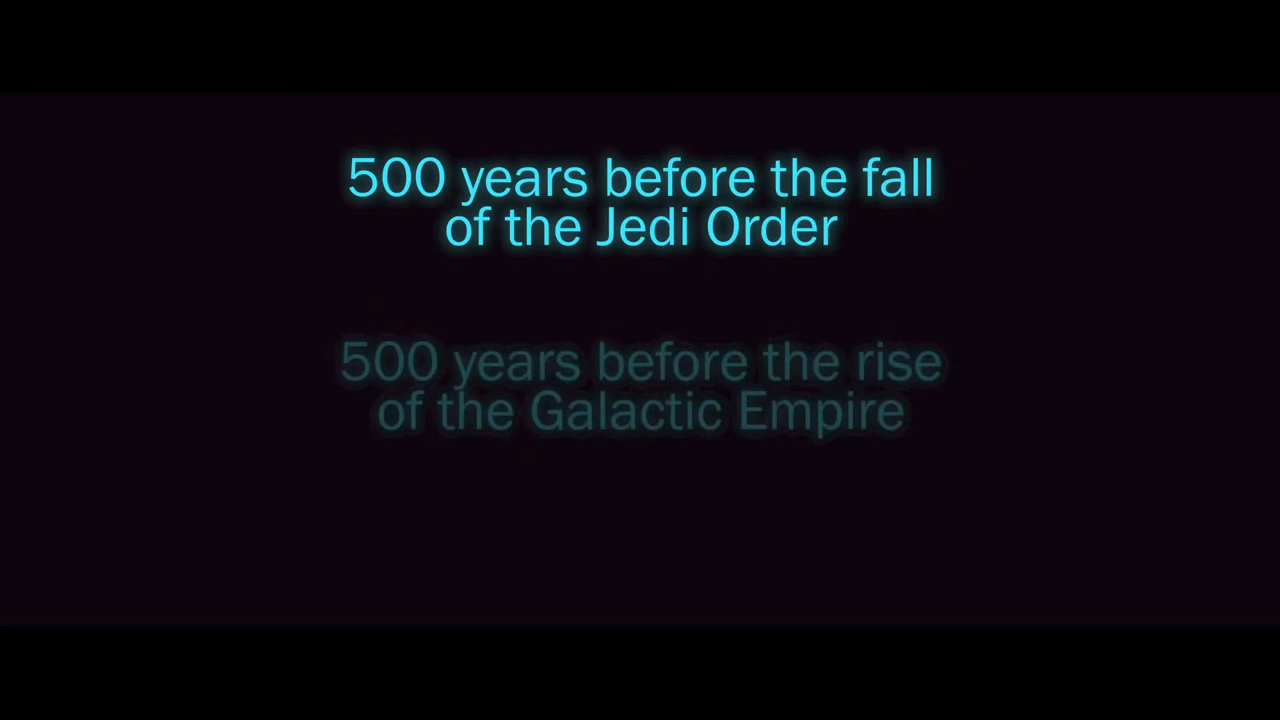 500 years before the fall
of the Jedi Order
500 years before the rise
of the Galactic Empire